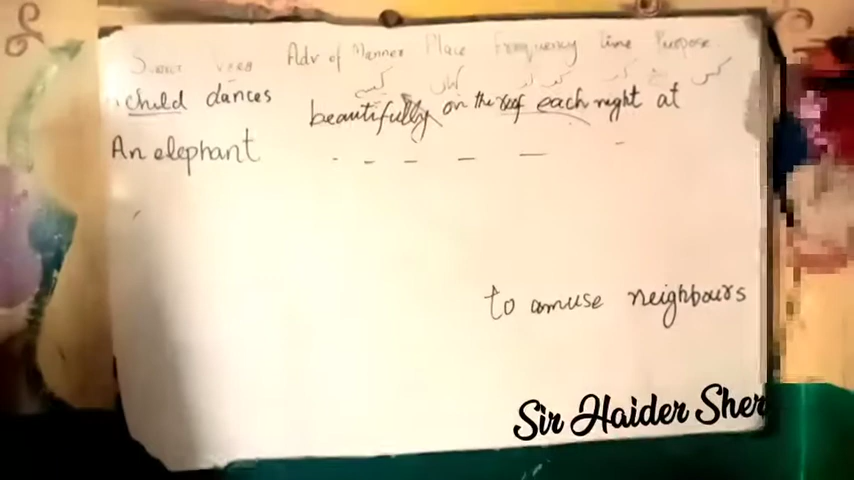 Subject Verb Adv of Manner Place Frequency Time Purpose
child dances beautifully on the roof each night at
An elephant
to amuse neighbours
Sir Haider Sher